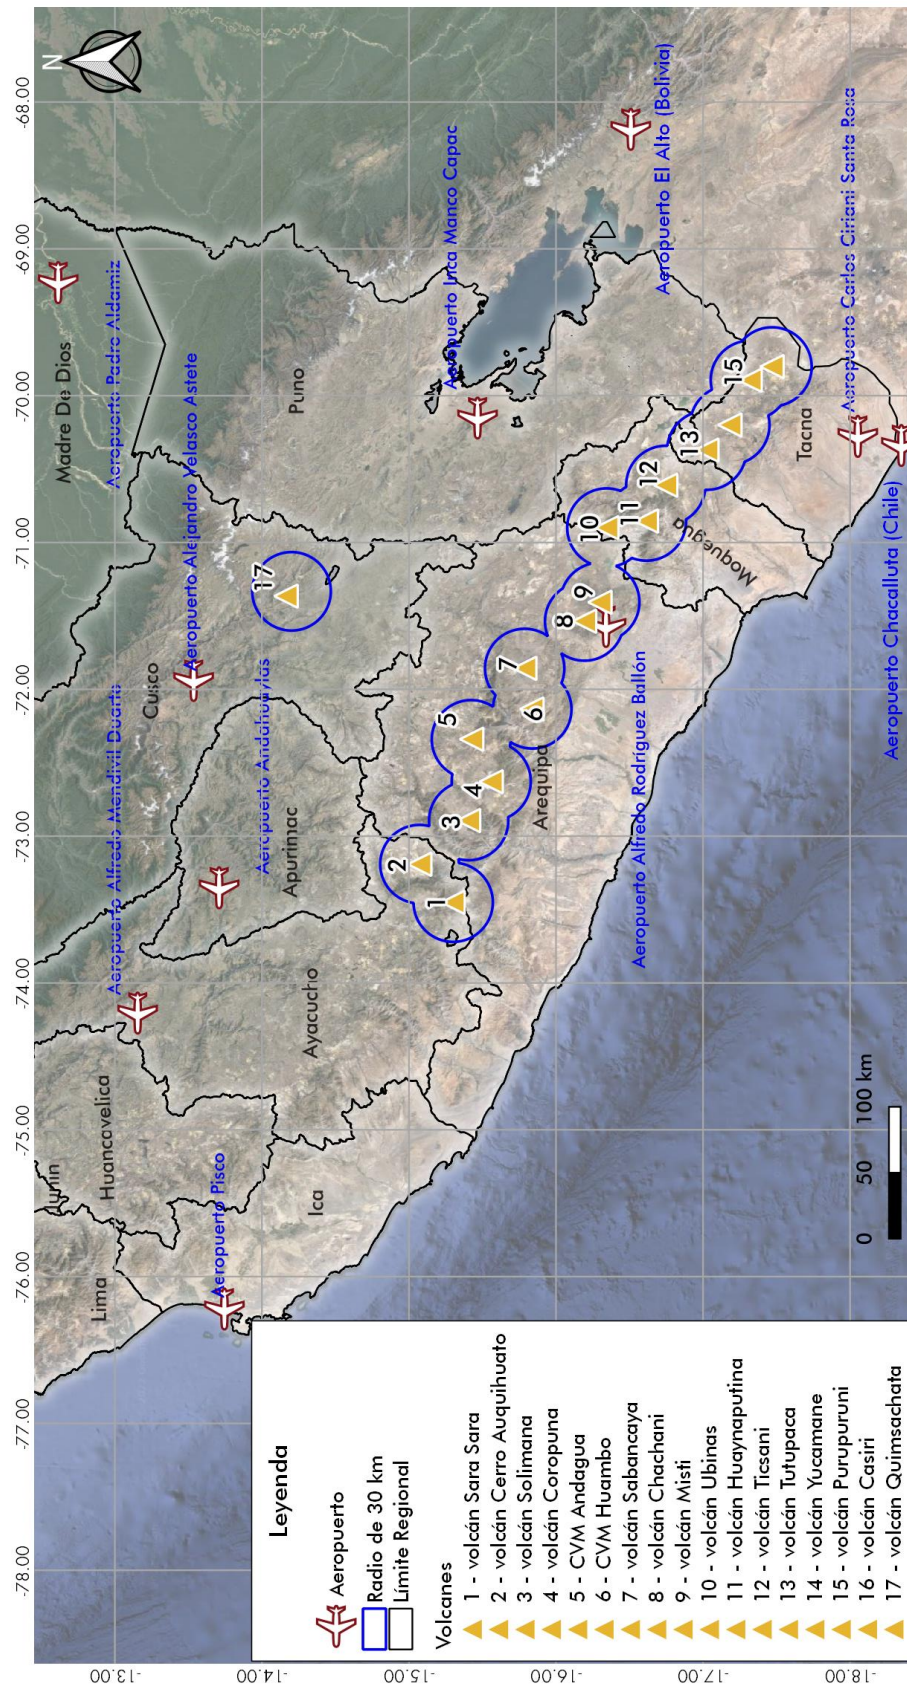 -78.00
-77.00
-76.00
-75.00
-74.00
-73.00
-72.00
-71.00
-70.00
-69.00
-68.00
-13.00
-14.00
-15.00
-16.00
-17.00
-18.00
N
Lima
Junín
Huancavelica
Ica
Ayacucho
Apurimac
Cusco
Madre De Dios
Puno
Arequipa
Moquegua
Tacna
Aeropuerto Pisco
Aeropuerto Alfredo Mendivil Duarte
Aeropuerto Andahuaylas
Aeropuerto Alejandro Velasco Astete
Aeropuerto Padre Aldamiz
Aeropuerto Inca Manco Capac
Aeropuerto El Alto (Bolivia)
Aeropuerto Alfredo Rodríguez Ballón
Aeropuerto Carlos Ciriani Santa Rosa
Aeropuerto Chacalluta (Chile)
1
2
3
4
5
6
7
8
9
10
11
12
13
15
17
0 50 100 km
Leyenda
Aeropuerto
Radio de 30 km
Límite Regional
Volcanes
1 - volcán Sara Sara
2 - volcán Cerro Auquihuato
3 - volcán Solimana
4 - volcán Coropuna
5 - CVM Andagua
6 - CVM Huambo
7 - volcán Sabancaya
8 - volcán Chachani
9 - volcán Misti
10 - volcán Ubinas
11 - volcán Huaynaputina
12 - volcán Ticsani
13 - volcán Tutupaca
14 - volcán Yucamane
15 - volcán Purupuruni
16 - volcán Casiri
17 - volcán Quimsachata